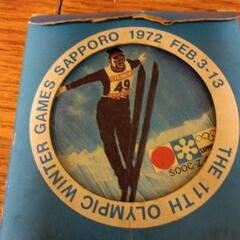 THE 11TH OLYMPIC WINTER GAMES SAPPORO 1972 FEB.3-13
49